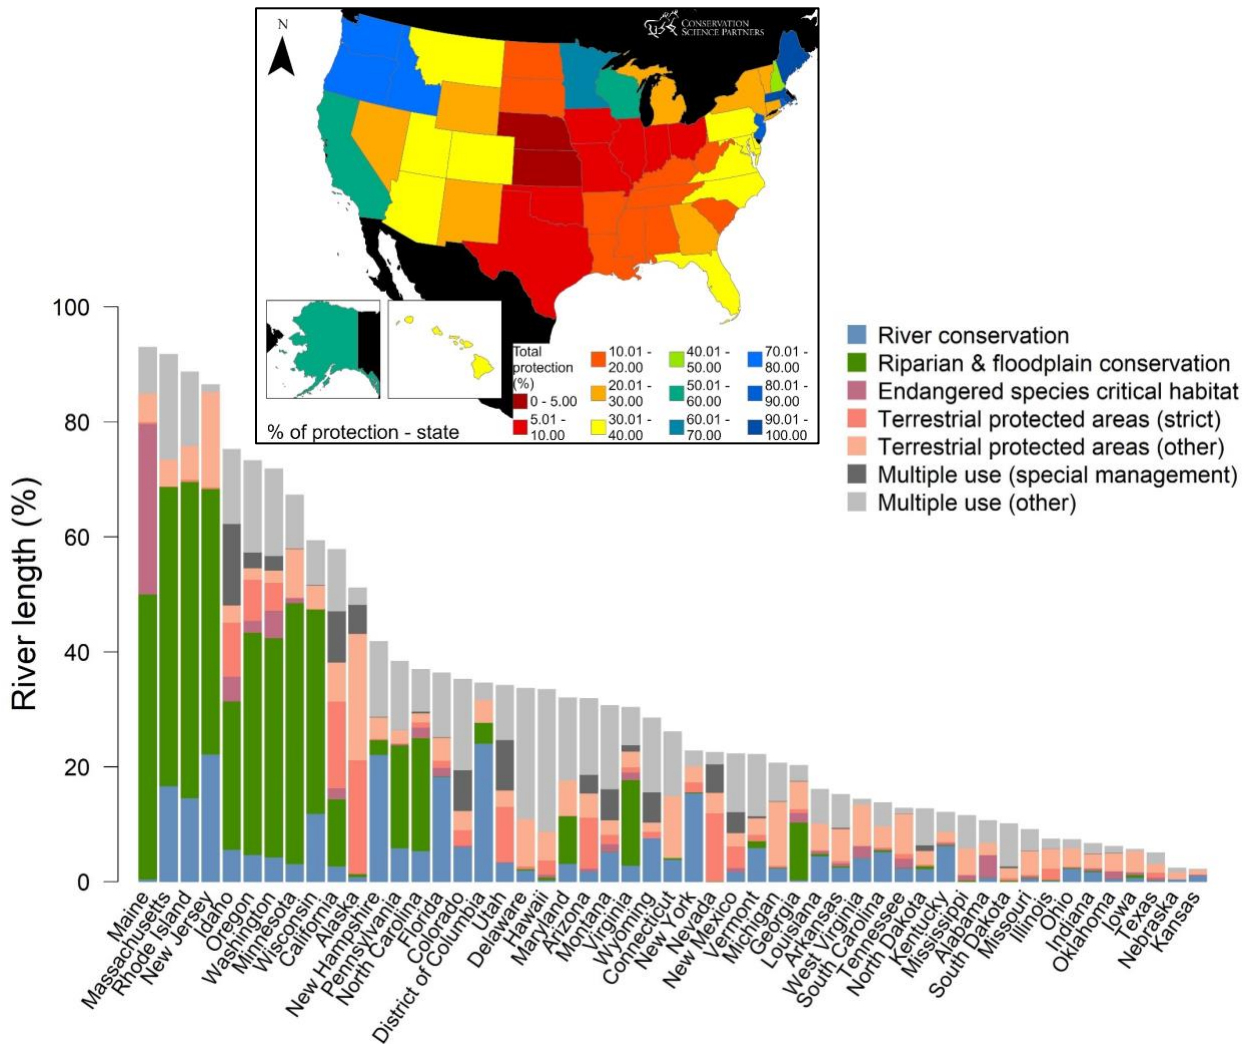 N
CONSERVATION
SCIENCE PARTNERS
Total
protection
(%)
0 - 5.00
5.01 -
10.00
10.01 -
20.00
20.01 -
30.00
30.01 -
40.00
40.01 -
50.00
50.01 -
60.00
60.01 -
70.00
70.01 -
80.00
80.01 -
90.00
90.01 -
100.00
% of protection - state
River conservation
Riparian & floodplain conservation
Endangered species critical habitat
Terrestrial protected areas (strict)
Terrestrial protected areas (other)
Multiple use (special management)
Multiple use (other)
River length (%)
100
80
60
40
20
0
Maine
Massachusetts
Rhode Island
New Jersey
Idaho
Oregon
Washington
Minnesota
Wisconsin
California
Alaska
New Hampshire
Pennsylvania
North Carolina
Florida
Colorado
District of Columbia
Utah
Delaware
Hawaii
Maryland
Arizona
Montana
Virginia
Wyoming
Connecticut
New York
Nevada
New Mexico
Vermont
Michigan
Georgia
Louisiana
Arkansas
West Virginia
South Carolina
Tennessee
North Dakota
Kentucky
Mississippi
Alabama
South Dakota
Missouri
Illinois
Ohio
Indiana
Oklahoma
Iowa
Texas
Nebraska
Kansas